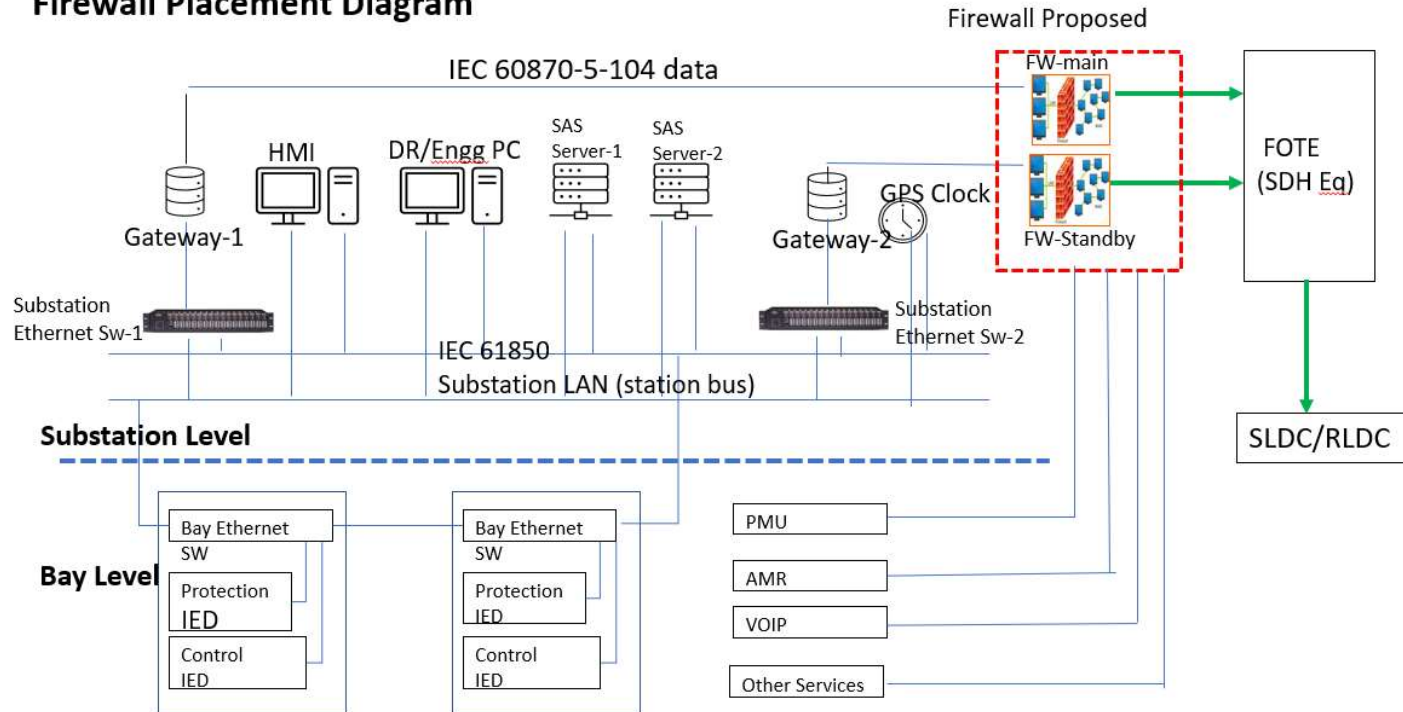 Firewall Placement Diagram
Firewall Proposed
IEC 60870-5-104 data
FW-main
HMI
DR/Engg PC
SAS
Server-1
SAS
Server-2
FOTE
(SDH Eq)
GPS Clock
Gateway-1
Gateway-2
FW-Standby
Substation
Ethernet Sw-1
Substation
Ethernet Sw-2
IEC 61850
Substation LAN (station bus)
Substation Level
SLDC/RLDC
Bay Level
Bay Ethernet
SW
Protection
IED
Control
IED
Bay Ethernet
SW
Protection
IED
Control
IED
PMU
AMR
VOIP
Other Services